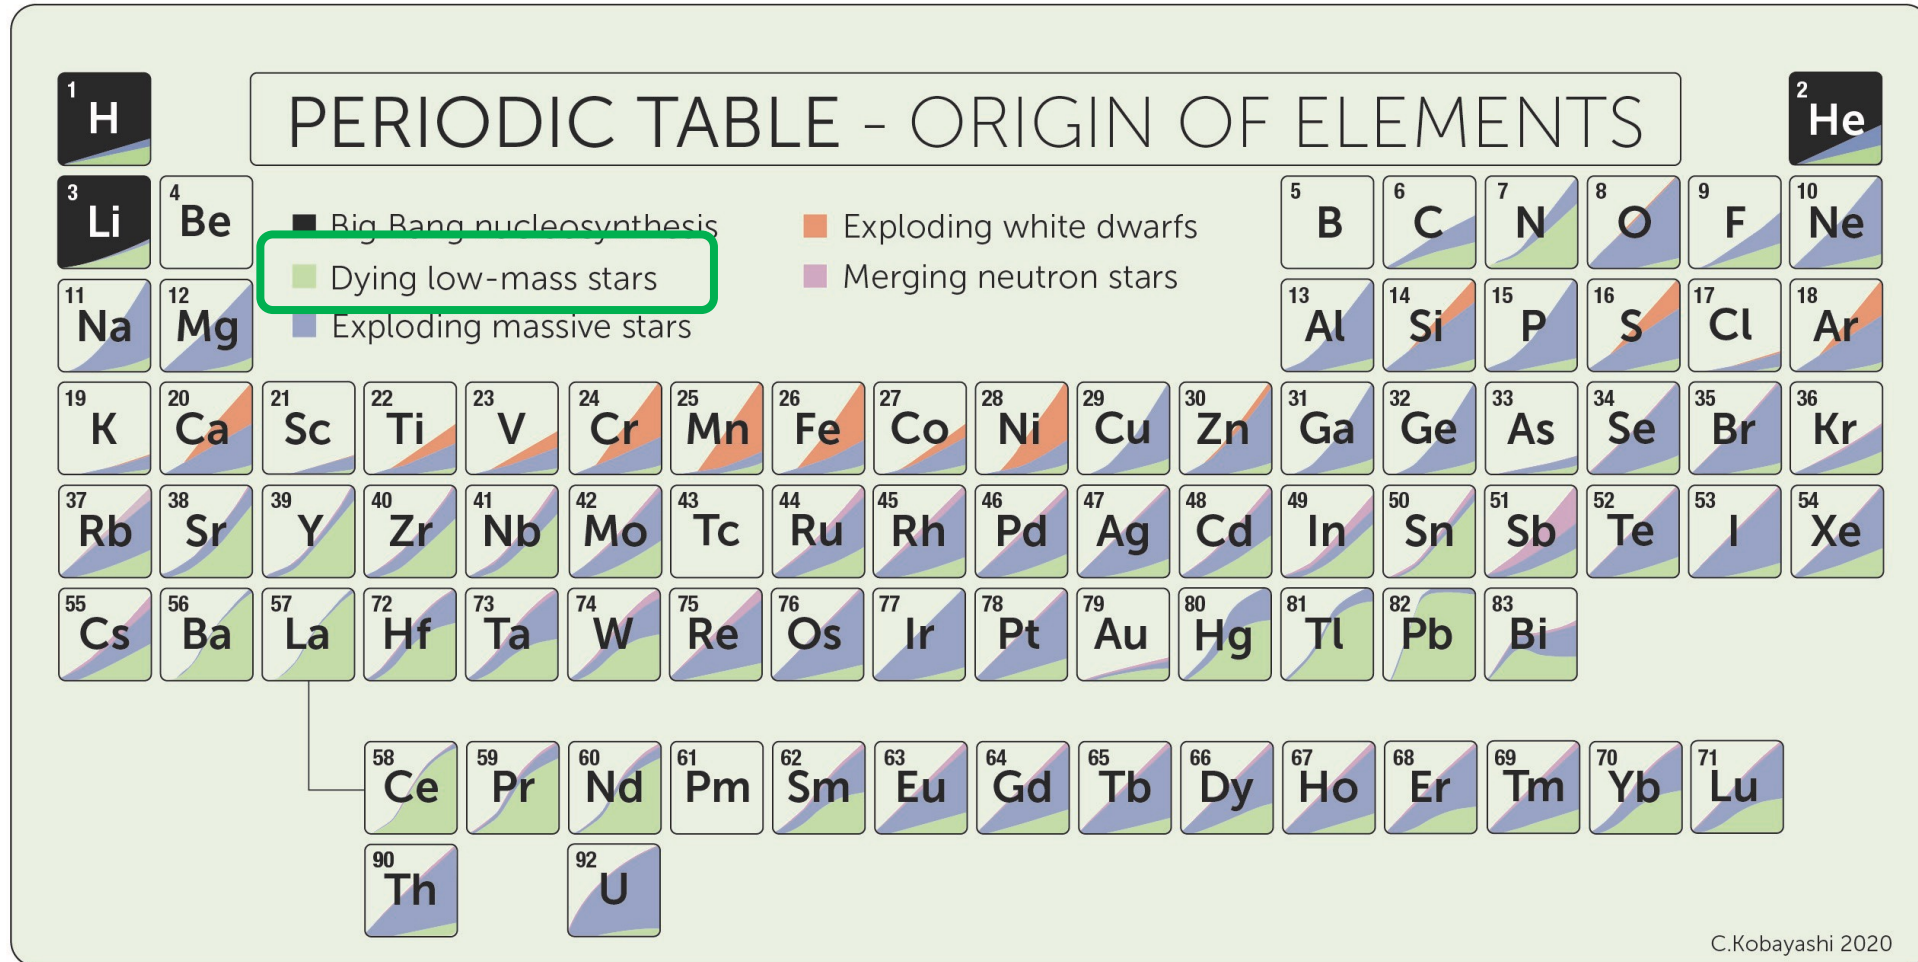 PERIODIC TABLE - ORIGIN OF ELEMENTS
1 H
2 He
3 Li
4 Be
Big Bang nucleosynthesis
Exploding white dwarfs
5 B
6 C
7 N
8 O
9 F
10 Ne
Dying low-mass stars
Merging neutron stars
11 Na
12 Mg
Exploding massive stars
13 Al
14 Si
15 P
16 S
17 Cl
18 Ar
19 K
20 Ca
21 Sc
22 Ti
23 V
24 Cr
25 Mn
26 Fe
27 Co
28 Ni
29 Cu
30 Zn
31 Ga
32 Ge
33 As
34 Se
35 Br
36 Kr
37 Rb
38 Sr
39 Y
40 Zr
41 Nb
42 Mo
43 Tc
44 Ru
45 Rh
46 Pd
47 Ag
48 Cd
49 In
50 Sn
51 Sb
52 Te
53 I
54 Xe
55 Cs
56 Ba
57 La
72 Hf
73 Ta
74 W
75 Re
76 Os
77 Ir
78 Pt
79 Au
80 Hg
81 Tl
82 Pb
83 Bi
58 Ce
59 Pr
60 Nd
61 Pm
62 Sm
63 Eu
64 Gd
65 Tb
66 Dy
67 Ho
68 Er
69 Tm
70 Yb
71 Lu
90 Th
92 U
C.Kobayashi 2020